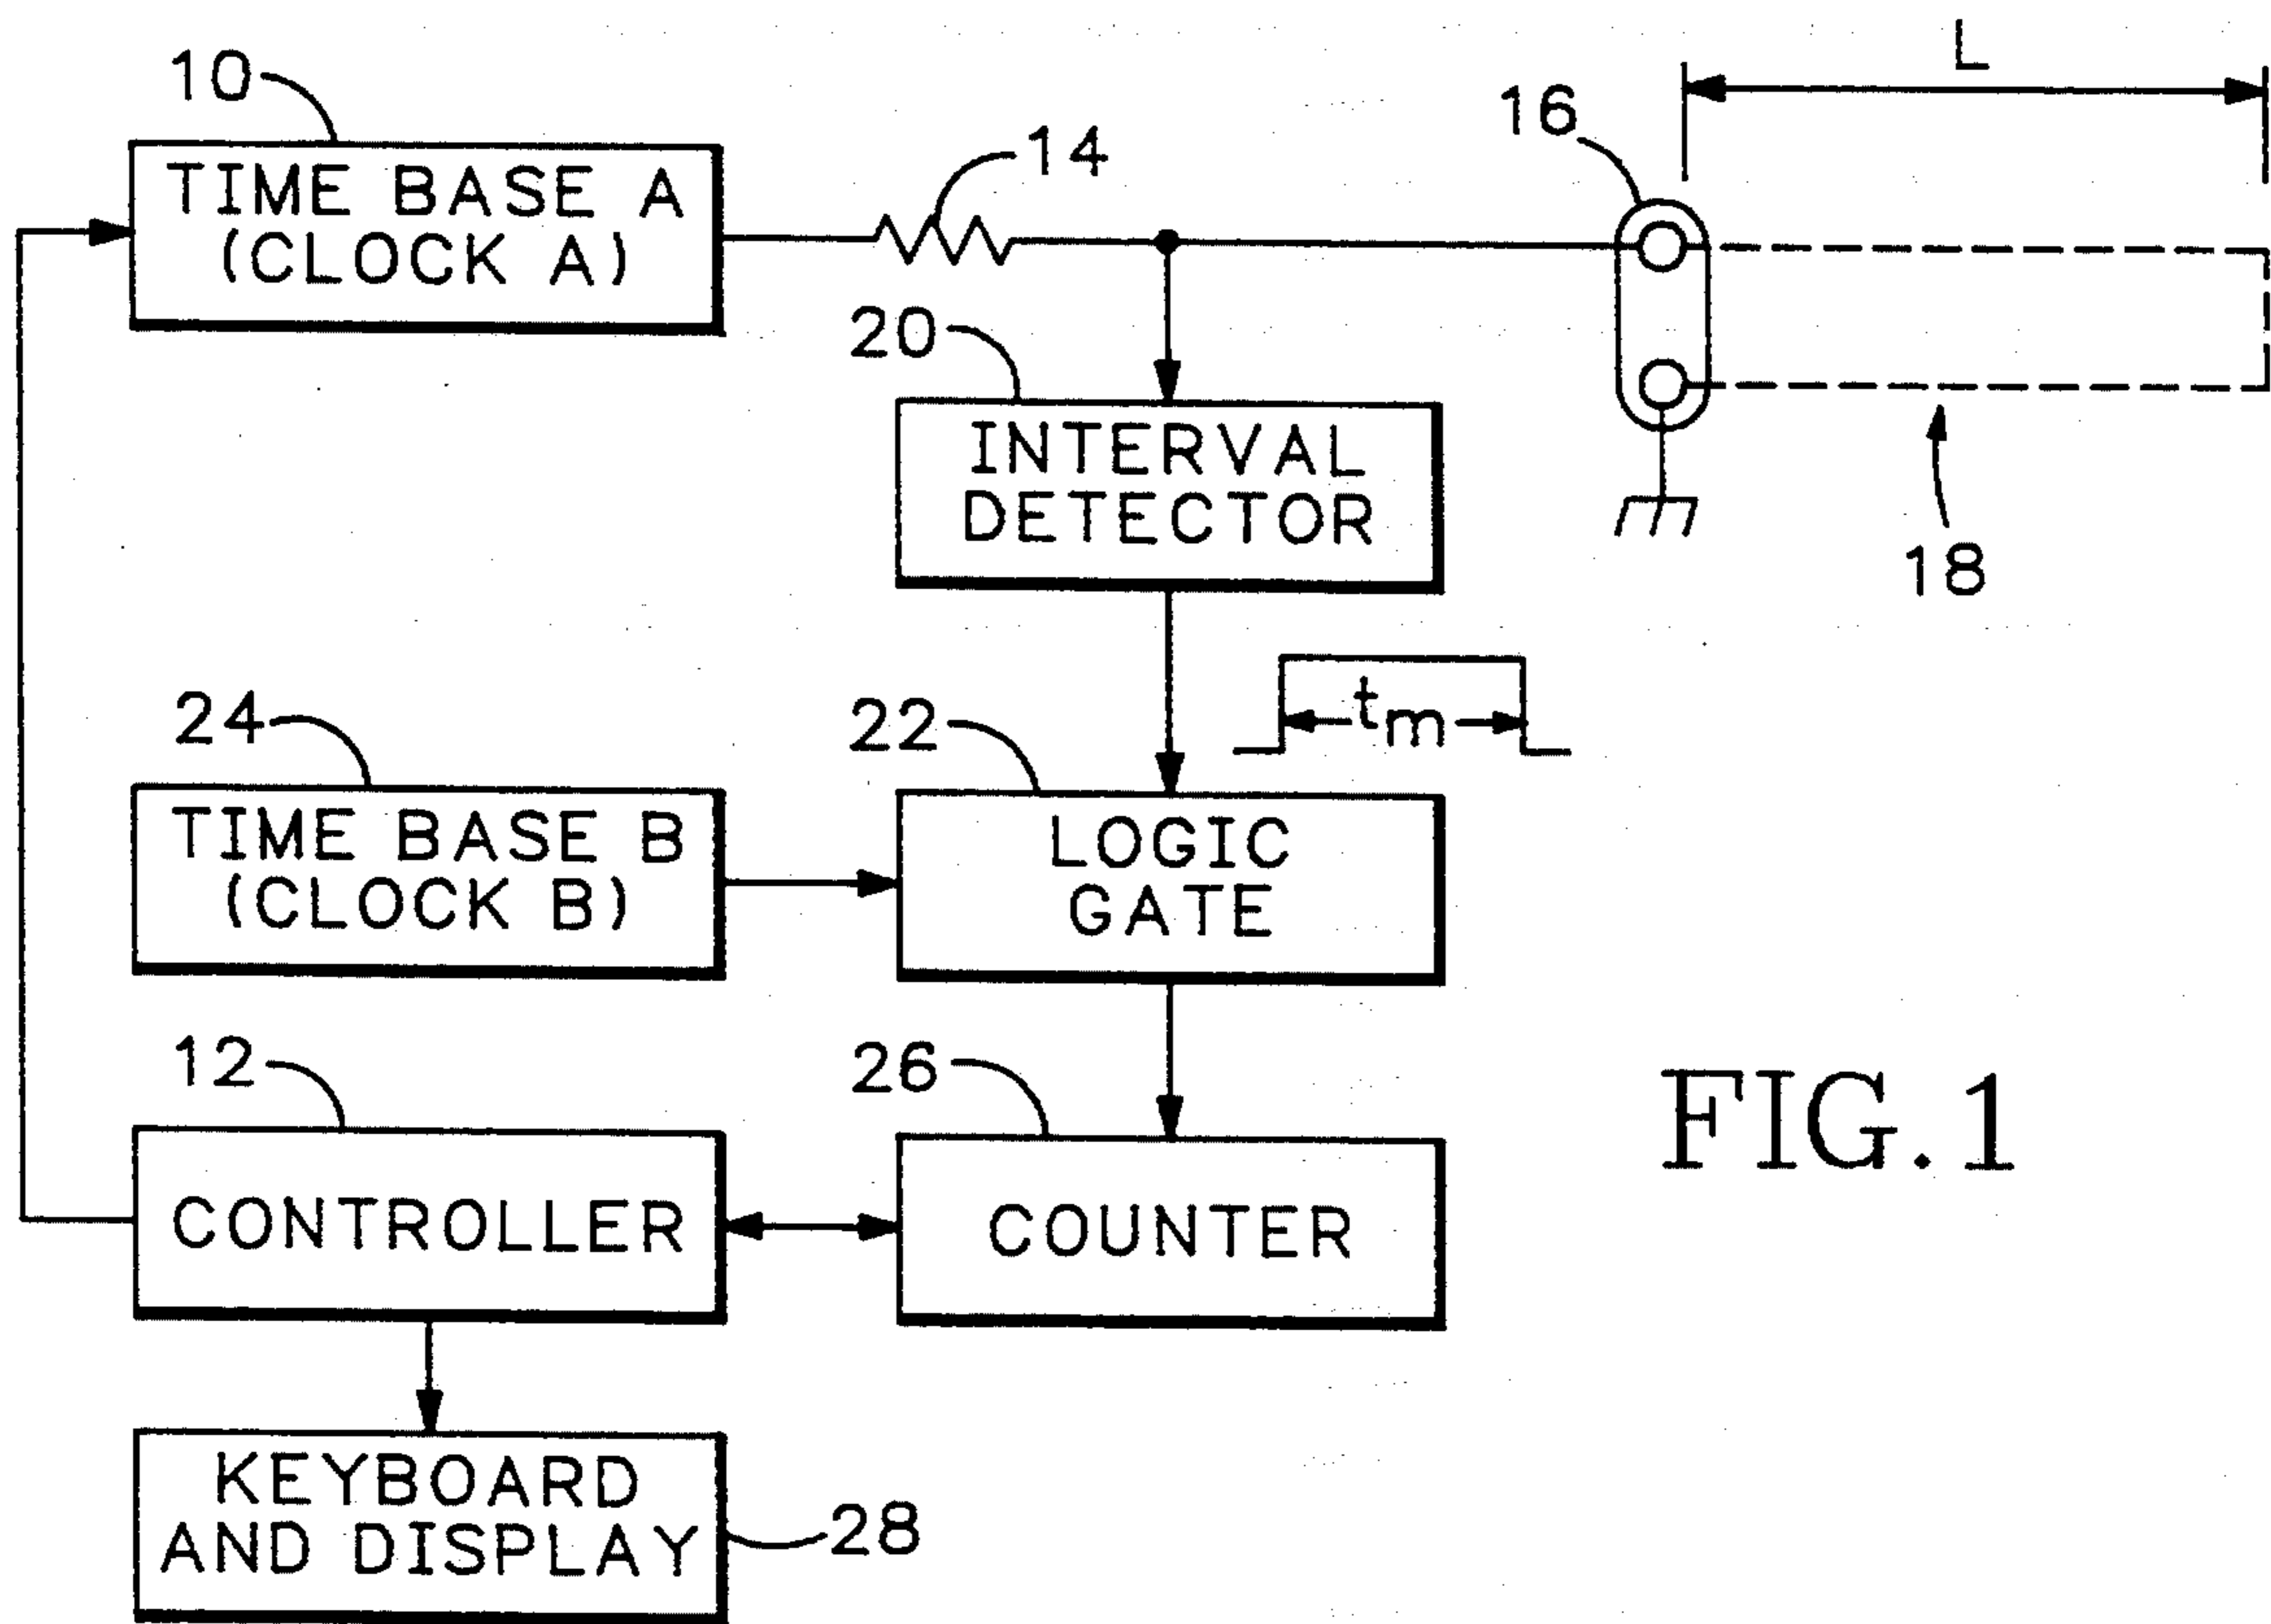 10
TIME BASE A
(CLOCK A)
14
16
L
20
INTERVAL
DETECTOR
18
tm
24
TIME BASE B
(CLOCK B)
22
LOGIC
GATE
12
CONTROLLER
26
COUNTER
FIG. 1
KEYBOARD
AND DISPLAY
28